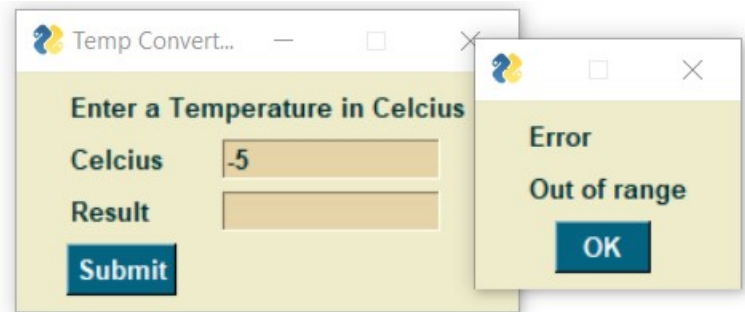 Temp Convert...
Enter a Temperature in Celcius
Celcius -5
Result
Submit
Error
Out of range
OK